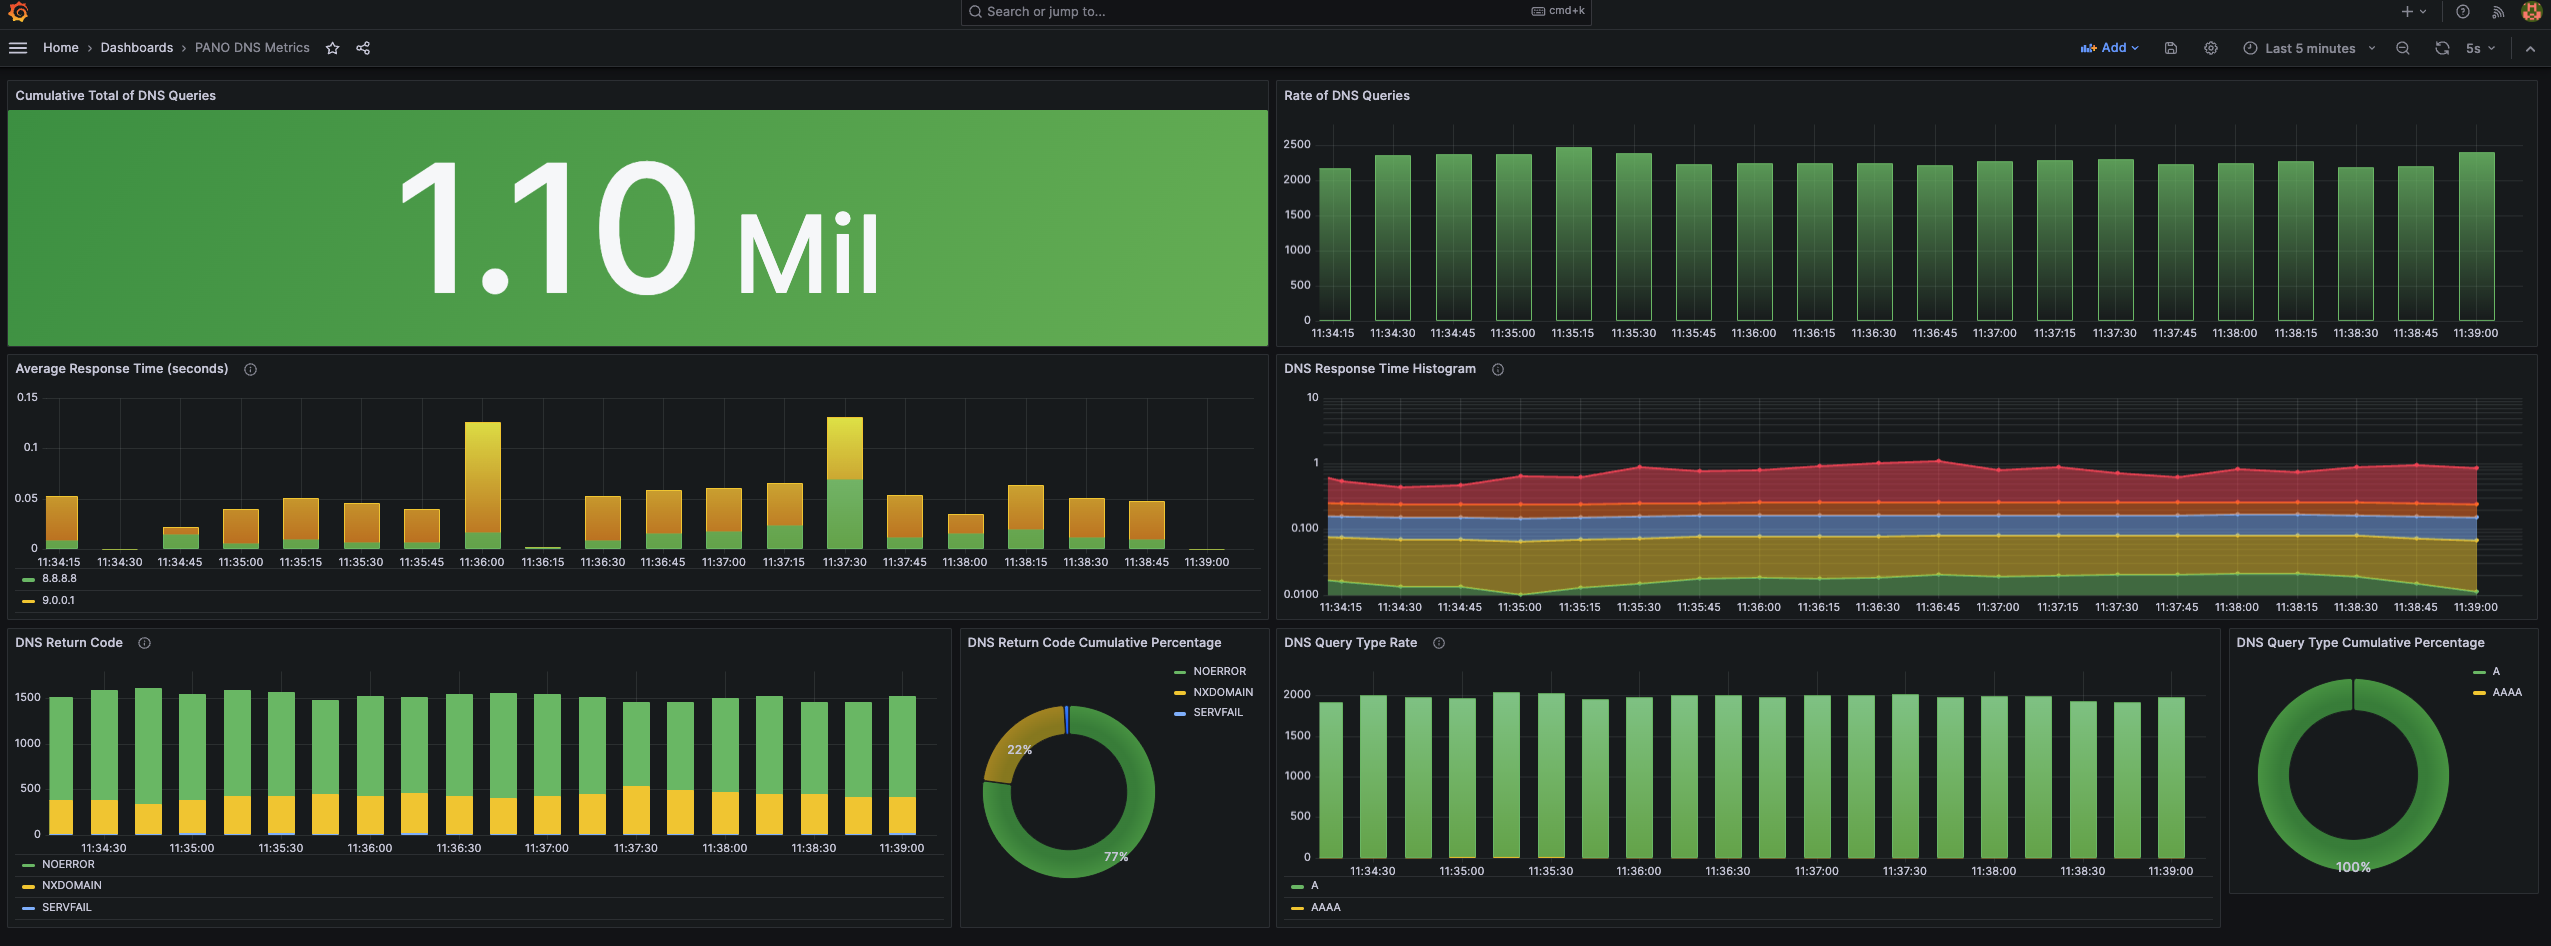 Search or jump to...
cmd+k
Home › Dashboards › PANO DNS Metrics
Add
Last 5 minutes
5s
Cumulative Total of DNS Queries
1.10 Mil
Rate of DNS Queries
2500
2000
1500
1000
500
0
11:34:15 11:34:30 11:34:45 11:35:00 11:35:15 11:35:30 11:35:45 11:36:00 11:36:15 11:36:30 11:36:45 11:37:00 11:37:15 11:37:30 11:37:45 11:38:00 11:38:15 11:38:30 11:38:45 11:39:00
Average Response Time (seconds)
0.15
0.1
0.05
0
11:34:15 11:34:30 11:34:45 11:35:00 11:35:15 11:35:30 11:35:45 11:36:00 11:36:15 11:36:30 11:36:45 11:37:00 11:37:15 11:37:30 11:37:45 11:38:00 11:38:15 11:38:30 11:38:45 11:39:00
8.8.8.8
9.0.0.1
DNS Response Time Histogram
10
1
0.100
0.0100
11:34:15 11:34:30 11:34:45 11:35:00 11:35:15 11:35:30 11:35:45 11:36:00 11:36:15 11:36:30 11:36:45 11:37:00 11:37:15 11:37:30 11:37:45 11:38:00 11:38:15 11:38:30 11:38:45 11:39:00
DNS Return Code
1500
1000
500
0
11:34:30 11:35:00 11:35:30 11:36:00 11:36:30 11:37:00 11:37:30 11:38:00 11:38:30 11:39:00
NOERROR
NXDOMAIN
SERVFAIL
DNS Return Code Cumulative Percentage
NOERROR
NXDOMAIN
SERVFAIL
22%
77%
DNS Query Type Rate
2000
1500
1000
500
0
11:34:30 11:35:00 11:35:30 11:36:00 11:36:30 11:37:00 11:37:30 11:38:00 11:38:30 11:39:00
A
AAAA
DNS Query Type Cumulative Percentage
A
AAAA
100%